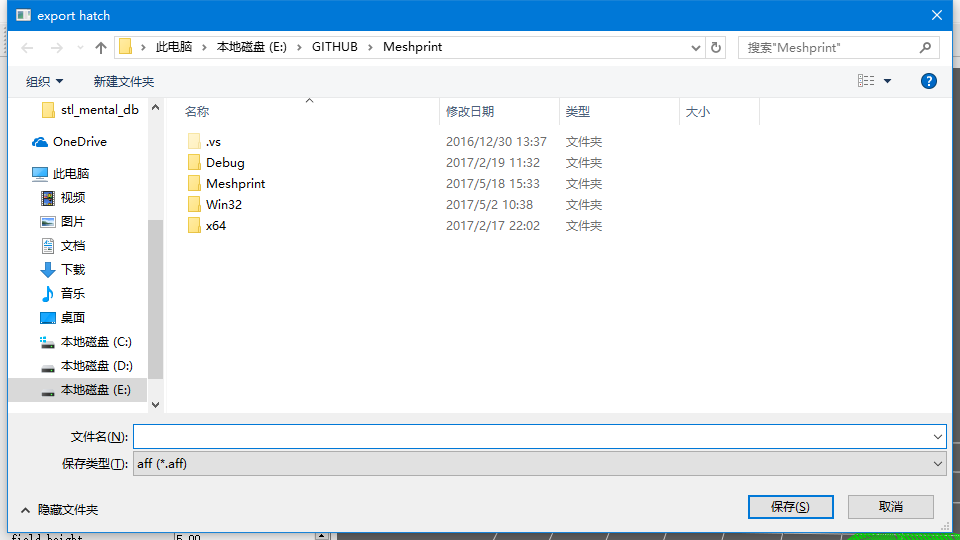 export hatch
此电脑 本地磁盘 (E:) GITHUB Meshprint
搜索"Meshprint"
组织 新建文件夹
stl_mental_db
OneDrive
此电脑
视频
图片
文档
下载
音乐
桌面
本地磁盘 (C:)
本地磁盘 (D:)
本地磁盘 (E:)
名称 修改日期 类型 大小
.vs 2016/12/30 13:37 文件夹
Debug 2017/2/19 11:32 文件夹
Meshprint 2017/5/18 15:33 文件夹
Win32 2017/5/2 10:38 文件夹
x64 2017/2/17 22:02 文件夹
文件名(N):
保存类型(T): aff (*.aff)
隐藏文件夹
保存(S) 取消
field height 5.00